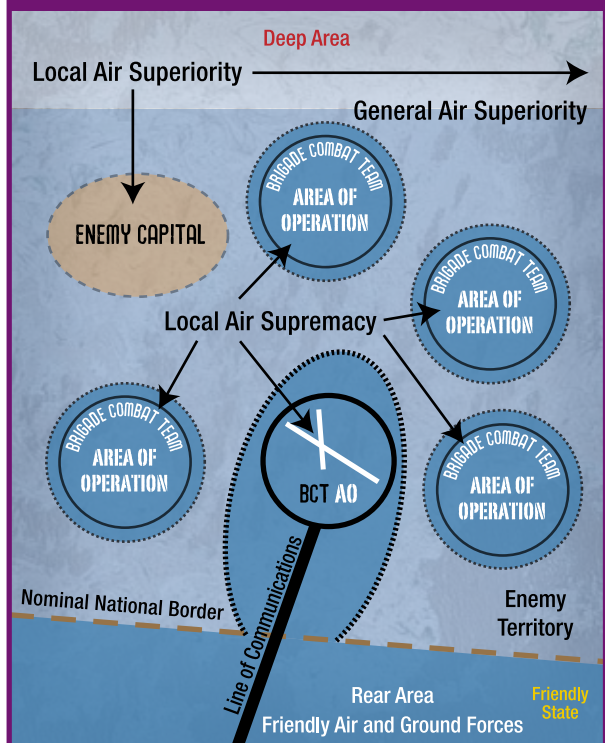 Deep Area
Local Air Superiority
General Air Superiority
BRIGADE COMBAT TEAM
AREA OF
OPERATION
ENEMY CAPITAL
BRIGADE COMBAT TEAM
AREA OF
OPERATION
Local Air Supremacy
BRIGADE COMBAT TEAM
AREA OF
OPERATION
BRIGADE COMBAT TEAM
AREA OF
OPERATION
BCT AO
Line of Communications
Nominal National Border
Enemy
Territory
Rear Area
Friendly Air and Ground Forces
Friendly
State